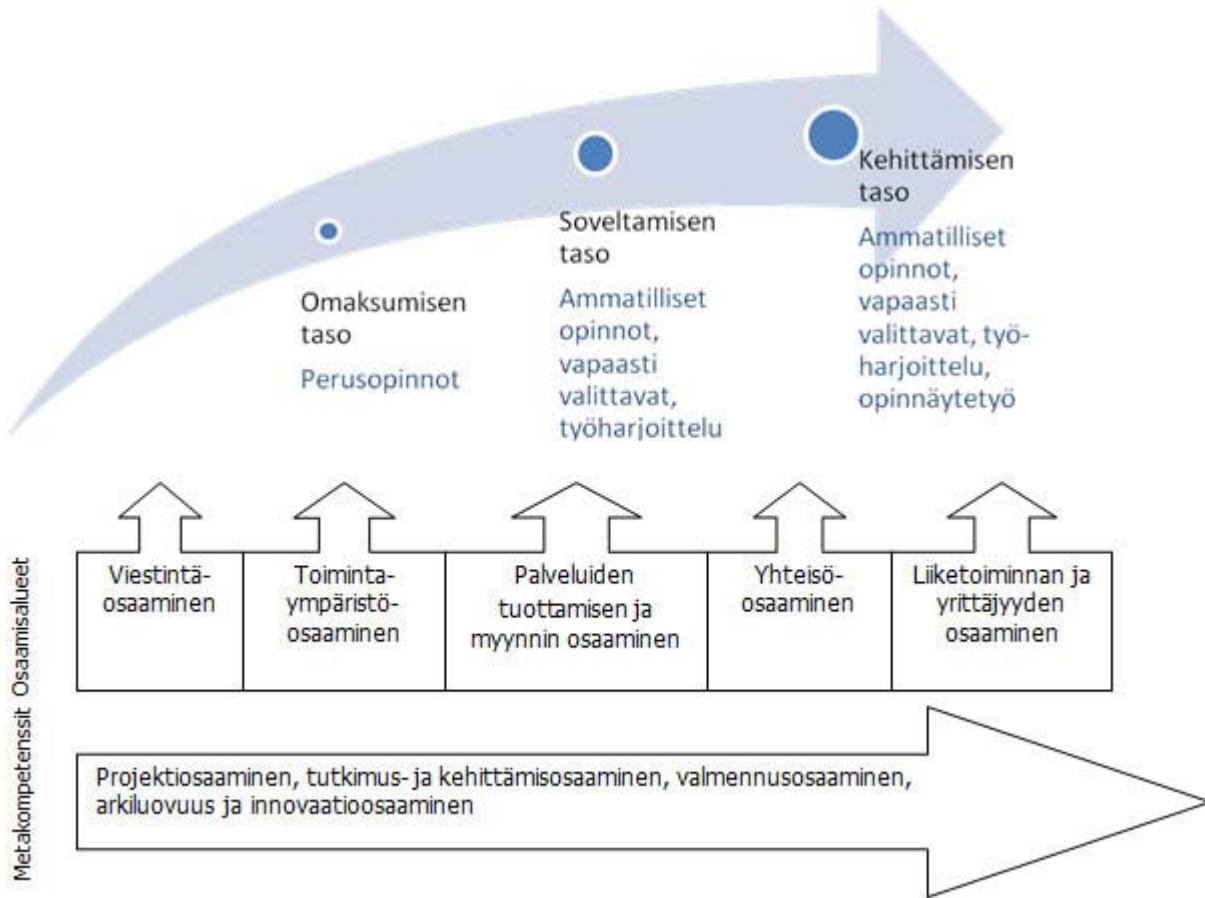 Omaksumisen
taso
Perusopinnot
Soveltamisen
taso
Ammatilliset
opinnot,
vapaasti
valittavat,
työharjoittelu
Kehittämisen
taso
Ammatilliset
opinnot,
vapaasti
valittavat, työ-
harjoittelu,
opinnäytetyö
Osaamisalueet
Viestintä-
osaaminen
Toiminta-
ympäristö-
osaaminen
Palveluiden
tuottamisen ja
myynnin osaaminen
Yhteisö-
osaaminen
Liiketoiminnan ja
yrittäjyyden
osaaminen
Metakompetenssit
Projektiosaaminen, tutkimus- ja kehittämisosaaminen, valmennusosaaminen,
arkiluovuus ja innovaatioosaaminen